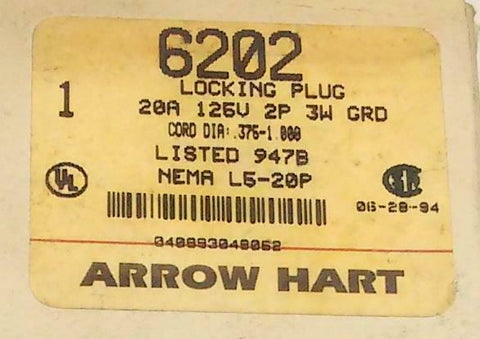 6202
1
LOCKING PLUG
20A 125V 2P 3W GRD
CORD DIA: .375-1.000
LISTED 947B
NEMA L5-20P
UL
06-28-94
ARROW HART